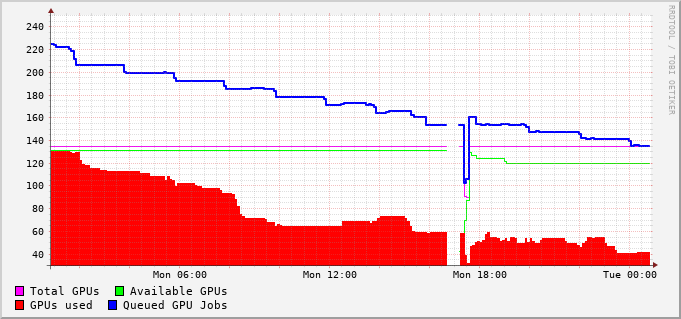 RRDTOOL / TOBI OETIKER
240
220
200
180
160
140
120
100
80
60
40
Mon 06:00 Mon 12:00 Mon 18:00 Tue 00:00
Total GPUs Available GPUs
GPUs used Queued GPU Jobs